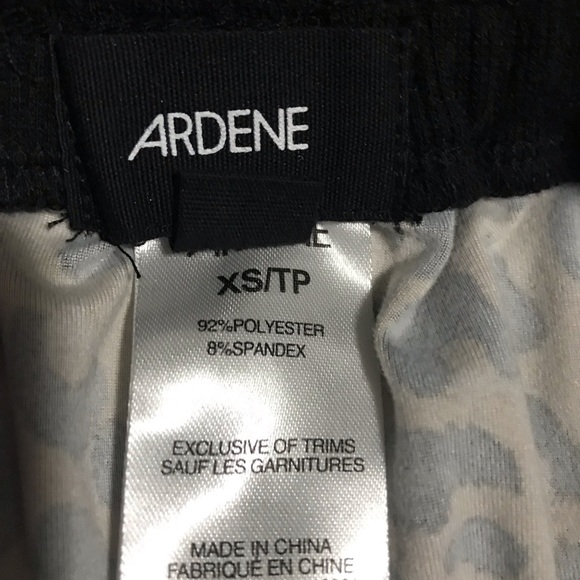 ARDENE
XS/TP
92%POLYESTER
8%SPANDEX
EXCLUSIVE OF TRIMS
SAUF LES GARNITURES
MADE IN CHINA
FABRIQUÉ EN CHINE